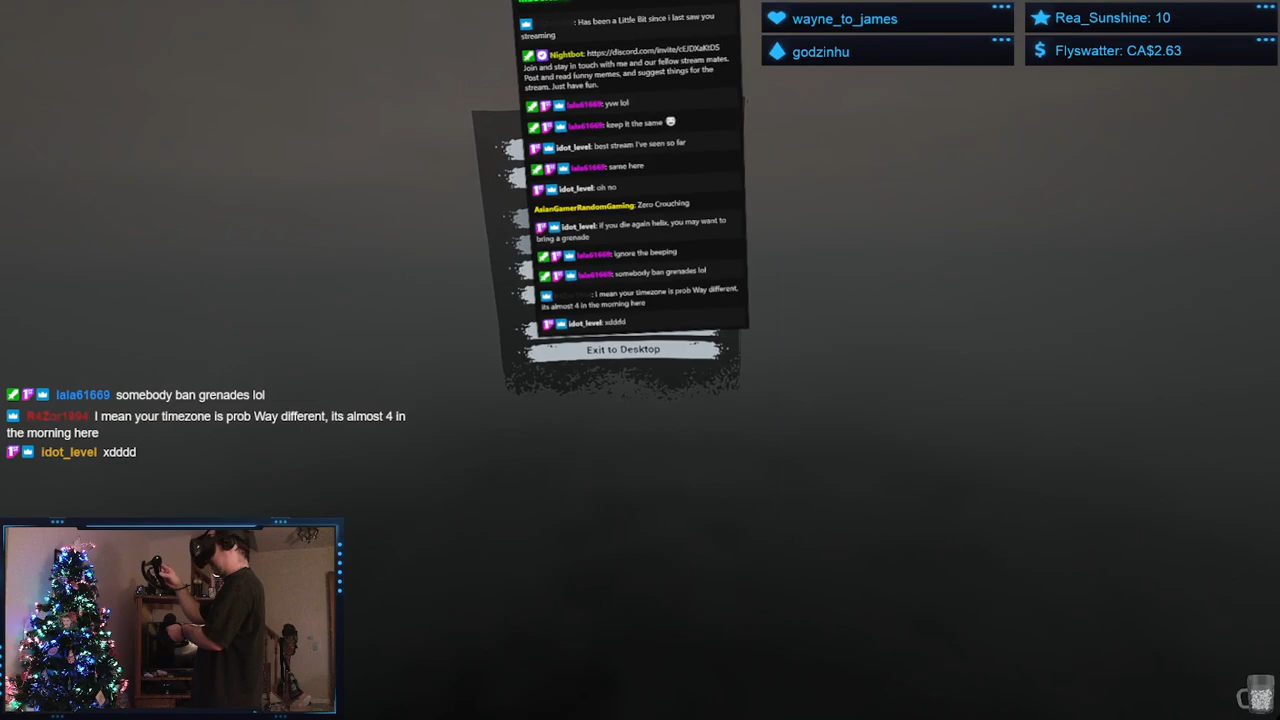 : Has been a Little Bit since i last saw you
streaming
Nightbot: https://discord.com/invite/cEJDXaKtDS
Join and stay in touch with me and our fellow stream mates.
Post and read funny memes, and suggest things for the
stream. Just have fun.
lala61669: yvw lol
lala61669: keep it the same
idot_level: best stream I've seen so far
lala61669: same here
idot_level: oh no
AsianGamerRandomGaming: Zero Crouching
idot_level: if you die again helix, you may want to
bring a grenade
lala61669: ignore the beeping
lala61669: somebody ban grenades lol
: I mean your timezone is prob Way different,
its almost 4 in the morning here
idot_level: xdddd
Exit to Desktop
wayne_to_james
Rea_Sunshine: 10
godzinhu
Flyswatter: CA$2.63
lala61669 somebody ban grenades lol
R4Zor1994 I mean your timezone is prob Way different, its almost 4 in
the morning here
idot_level xdddd